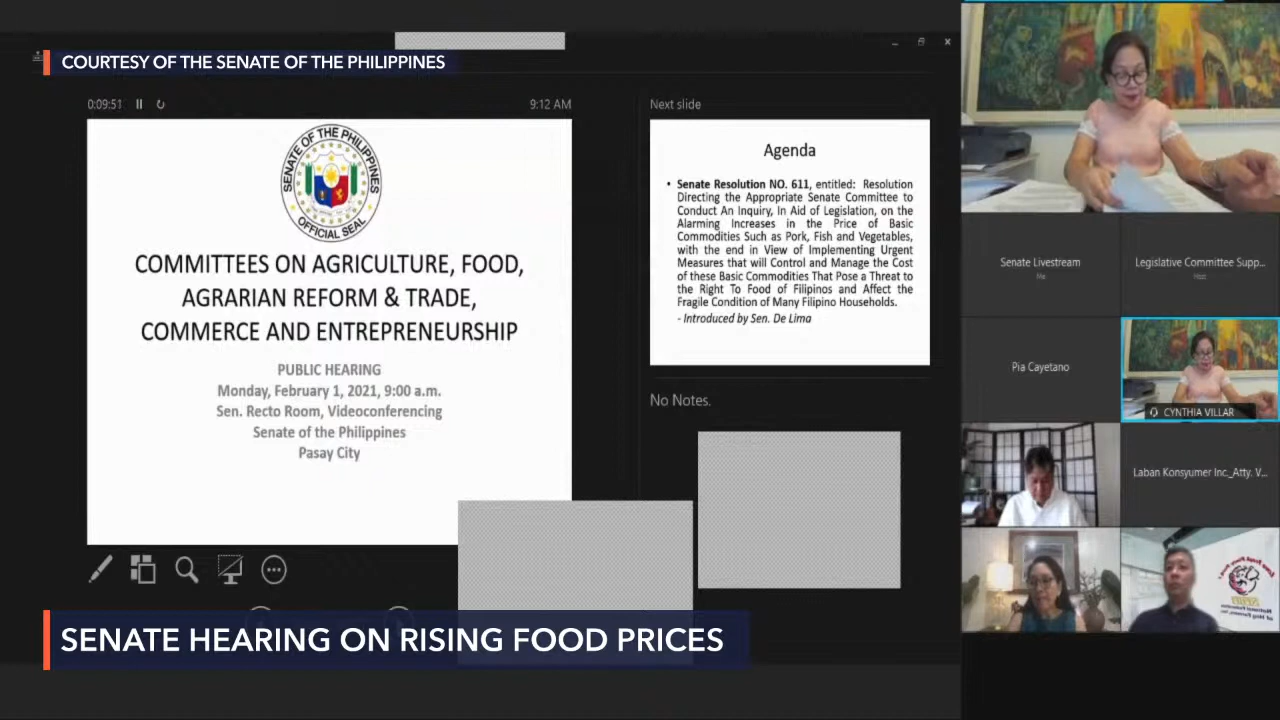 COURTESY OF THE SENATE OF THE PHILIPPINES
0:09:51
9:12 AM
SENATE OF THE PHILIPPINES
OFFICIAL SEAL
COMMITTEES ON AGRICULTURE, FOOD,
AGRARIAN REFORM & TRADE,
COMMERCE AND ENTREPRENEURSHIP
PUBLIC HEARING
Monday, February 1, 2021, 9:00 a.m.
Sen. Recto Room, Videoconferencing
Senate of the Philippines
Pasay City
Next slide
Agenda
• Senate Resolution NO. 611, entitled: Resolution
Directing the Appropriate Senate Committee to
Conduct An Inquiry, In Aid of Legislation, on the
Alarming Increases in the Price of Basic
Commodities Such as Pork, Fish and Vegetables,
with the end in View of Implementing Urgent
Measures that will Control and Manage the Cost
of these Basic Commodities That Pose a Threat to
the Right To Food of Filipinos and Affect the
Fragile Condition of Many Filipino Households.
- Introduced by Sen. De Lima
No Notes.
Senate Livestream
Me
Legislative Committee Supp...
Host
Pia Cayetano
CYNTHIA VILLAR
Laban Konsyumer Inc._Atty. V...
SENATE HEARING ON RISING FOOD PRICES